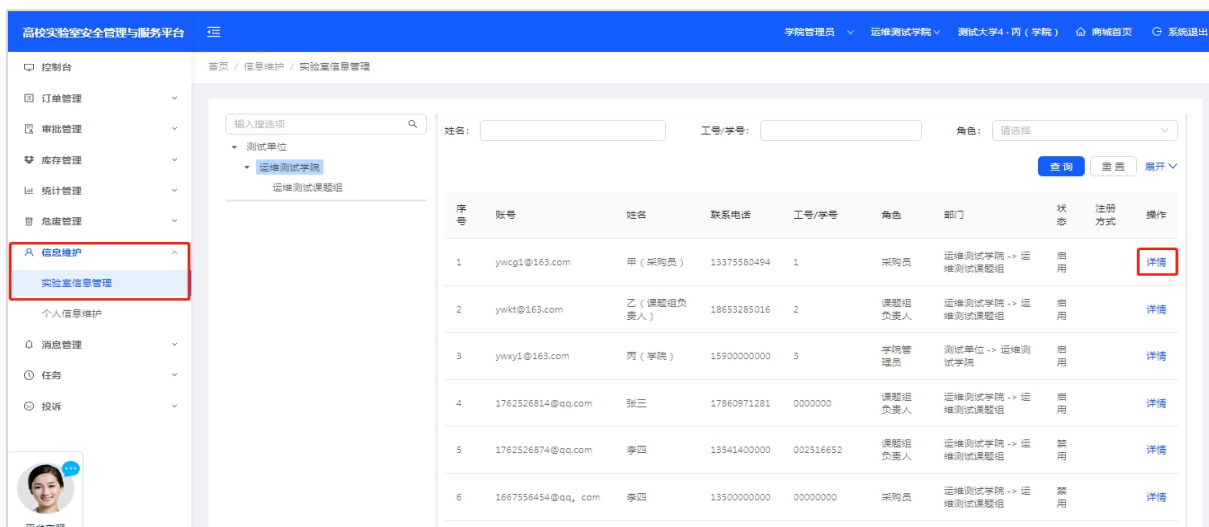 高校实验室安全管理与服务平台
学院管理员 运维测试学院 测试大学4 - 丙（学院） 商城首页 系统退出
控制台
订单管理
审批管理
库存管理
统计管理
危废管理
信息维护
实验室信息管理
个人信息维护
消息管理
任务
投诉
首页 / 信息维护 / 实验室信息管理
输入搜选项
测试单位
运维测试学院
运维测试课题组
姓名： 工号/学号： 角色： 请选择
查询 重置 展开
序号 账号 姓名 联系电话 工号/学号 角色 部门 状态 注册方式 操作
1 ywcg1@163.com 甲（采购员） 13375580494 1 采购员 运维测试学院 -> 运维测试课题组 启用 详情
2 ywkt@163.com 乙（课题组负责人） 18653285016 2 课题组负责人 运维测试学院 -> 运维测试课题组 启用 详情
3 ywxy1@163.com 丙（学院） 15900000000 3 学院管理员 测试单位 -> 运维测试学院 启用 详情
4 1762526814@qq.com 张三 17860971281 0000000 课题组负责人 运维测试学院 -> 运维测试课题组 启用 详情
5 1762526874@qq.com 李四 13541400000 002516652 课题组负责人 运维测试学院 -> 运维测试课题组 禁用 详情
6 1667556454@qq。com 李四 13500000000 00000000 采购员 运维测试学院 -> 运维测试课题组 禁用 详情